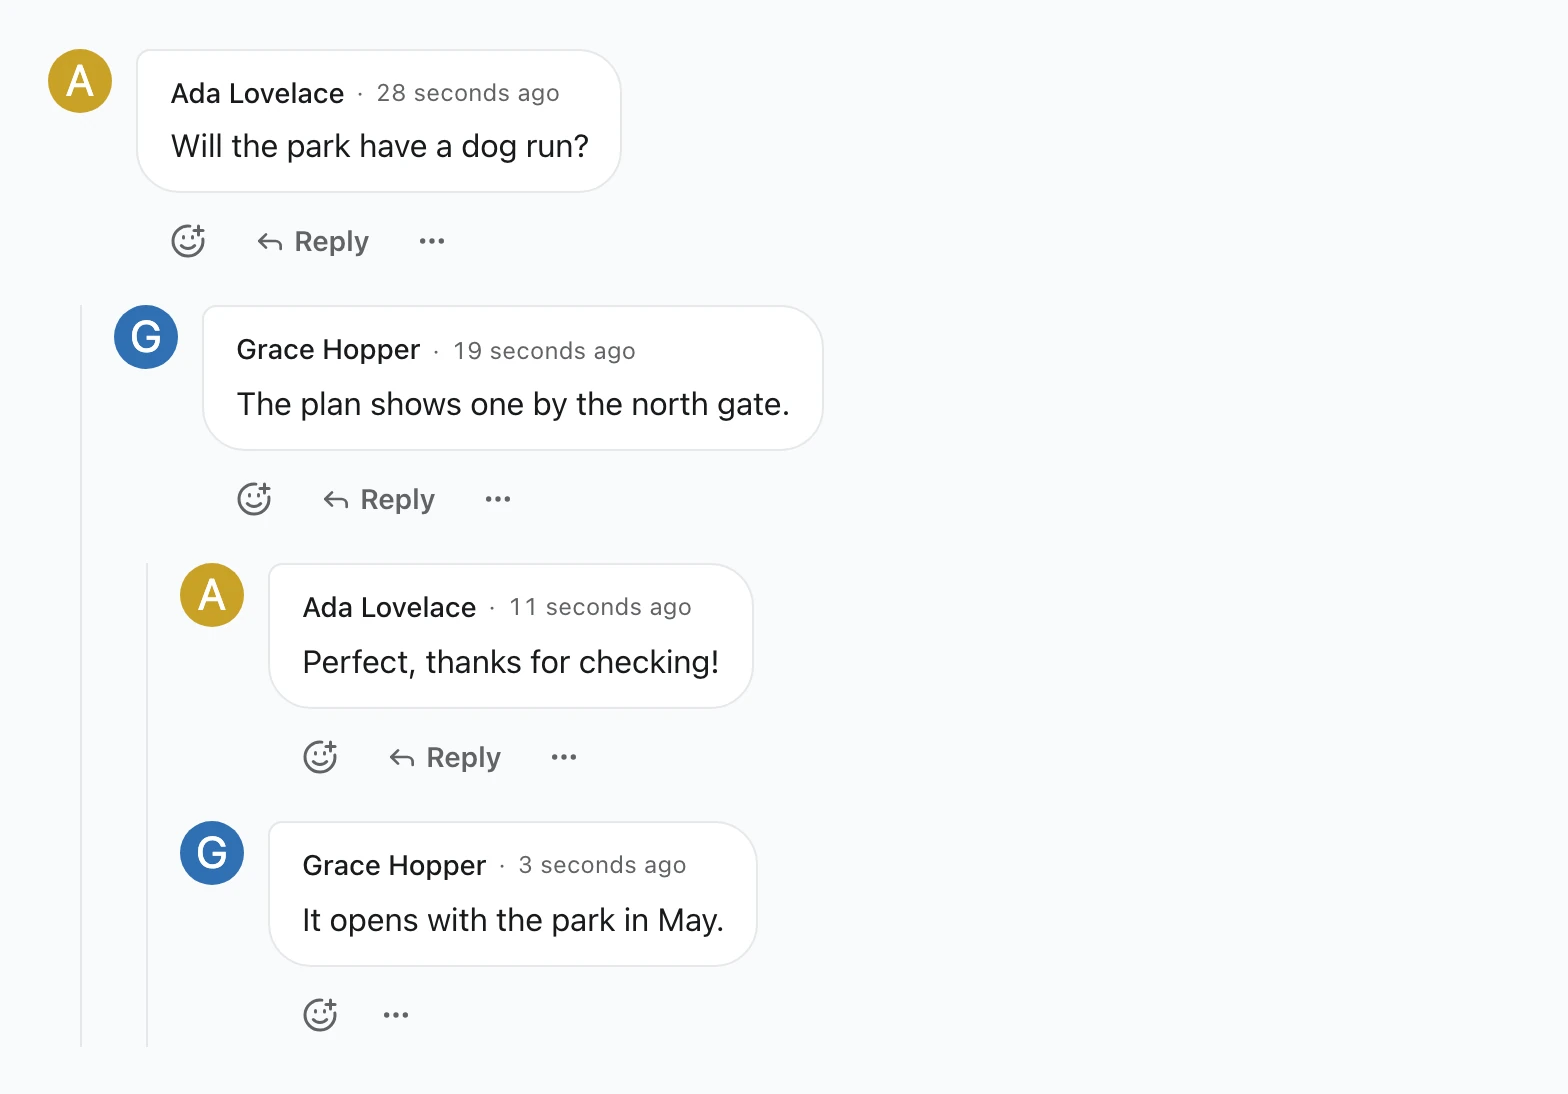 A
Ada Lovelace · 28 seconds ago
Will the park have a dog run?
Reply
G
Grace Hopper · 19 seconds ago
The plan shows one by the north gate.
Reply
A
Ada Lovelace · 11 seconds ago
Perfect, thanks for checking!
Reply
G
Grace Hopper · 3 seconds ago
It opens with the park in May.